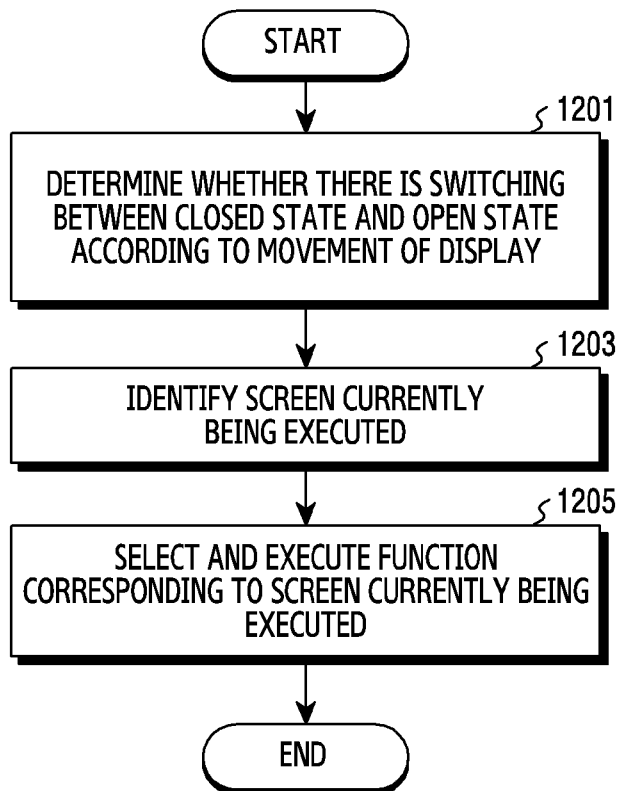 START
1201
DETERMINE WHETHER THERE IS SWITCHING
BETWEEN CLOSED STATE AND OPEN STATE
ACCORDING TO MOVEMENT OF DISPLAY
1203
IDENTIFY SCREEN CURRENTLY
BEING EXECUTED
1205
SELECT AND EXECUTE FUNCTION
CORRESPONDING TO SCREEN CURRENTLY BEING
EXECUTED
END